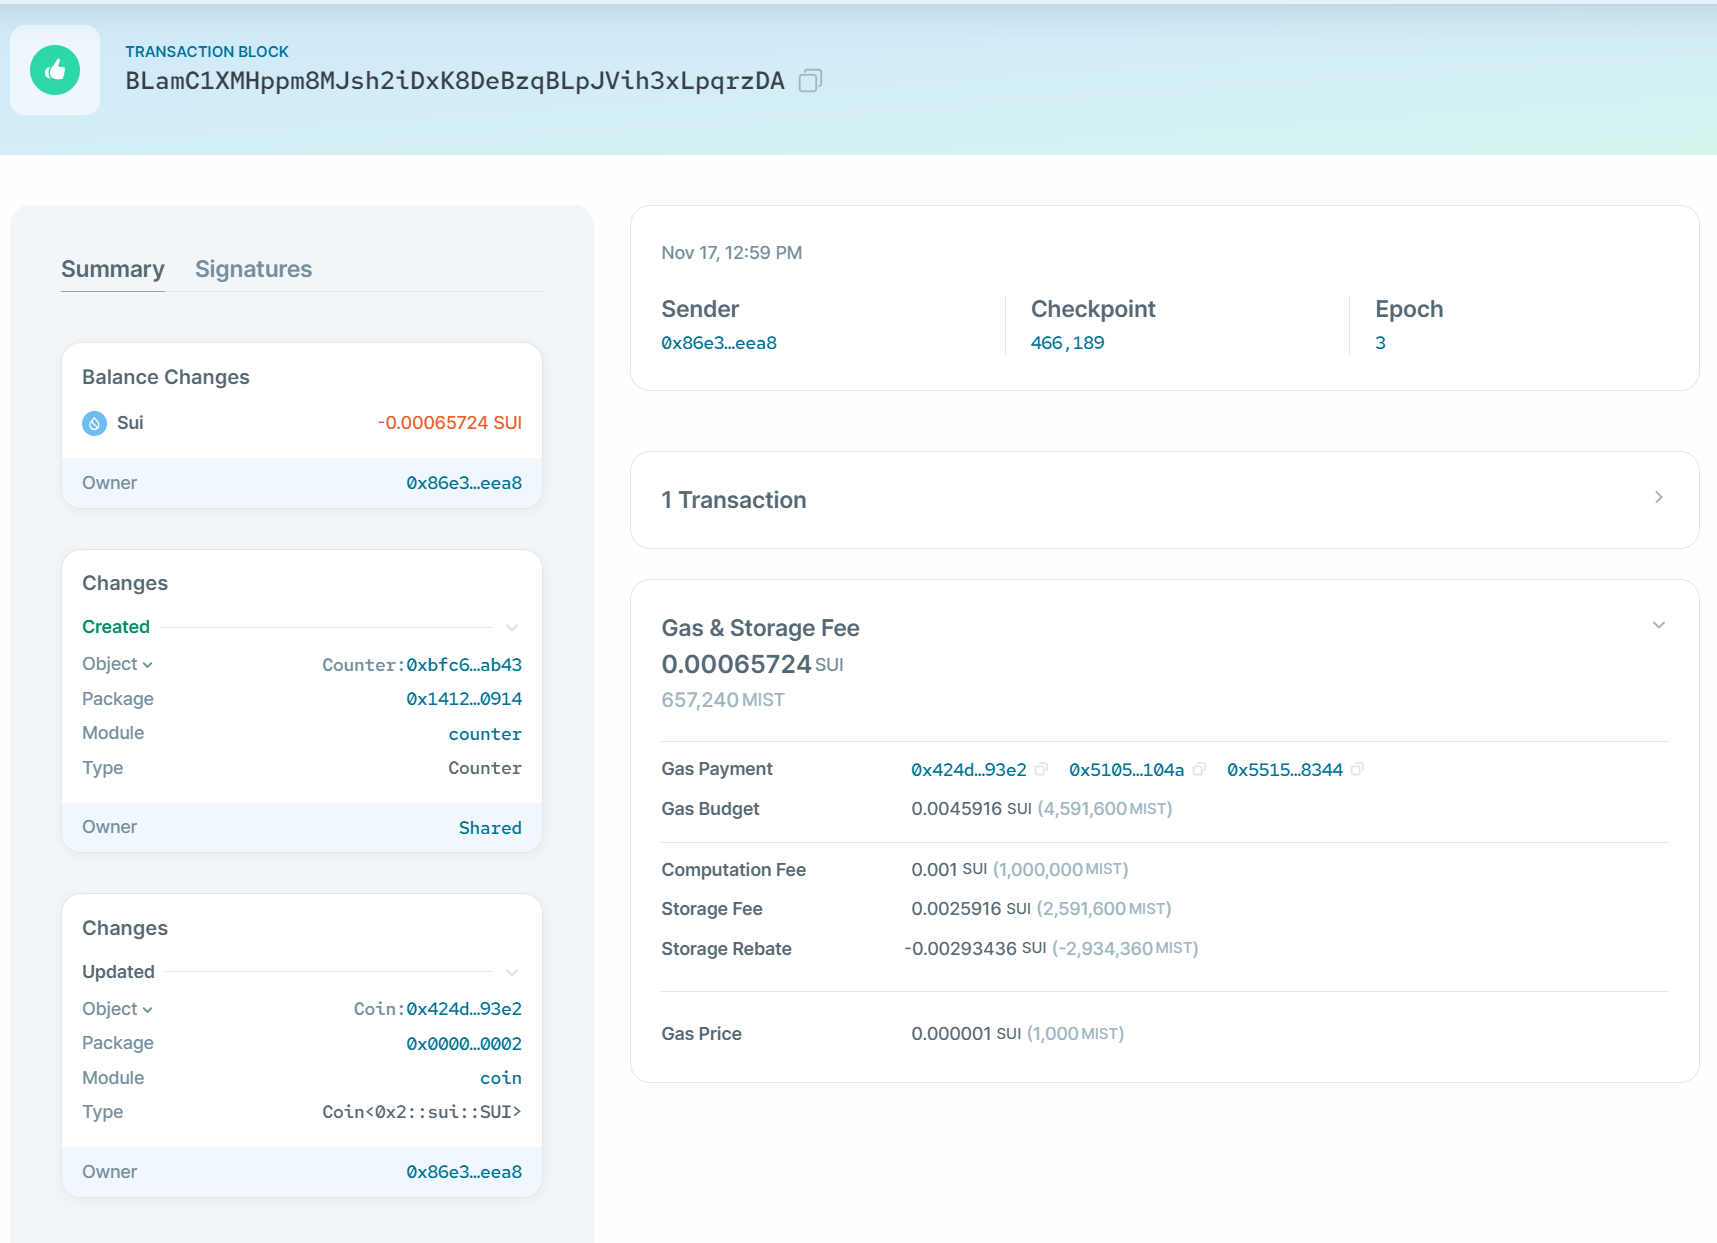 TRANSACTION BLOCK
BLamC1XMHppm8MJsh2iDxK8DeBzqBLpJVih3xLpqrzDA
Summary Signatures
Balance Changes
Sui -0.00065724 SUI
Owner 0x86e3…eea8
Changes
Created
Object Counter:0xbfc6…ab43
Package 0x1412…0914
Module counter
Type Counter
Owner Shared
Changes
Updated
Object Coin:0x424d…93e2
Package 0x0000…0002
Module coin
Type Coin<0x2::sui::SUI>
Owner 0x86e3…eea8
Nov 17, 12:59 PM
Sender Checkpoint Epoch
0x86e3…eea8 466,189 3
1 Transaction
Gas & Storage Fee
0.00065724 SUI
657,240 MIST
Gas Payment 0x424d…93e2 0x5105…104a 0x5515…8344
Gas Budget 0.0045916 SUI (4,591,600 MIST)
Computation Fee 0.001 SUI (1,000,000 MIST)
Storage Fee 0.0025916 SUI (2,591,600 MIST)
Storage Rebate -0.00293436 SUI (-2,934,360 MIST)
Gas Price 0.000001 SUI (1,000 MIST)